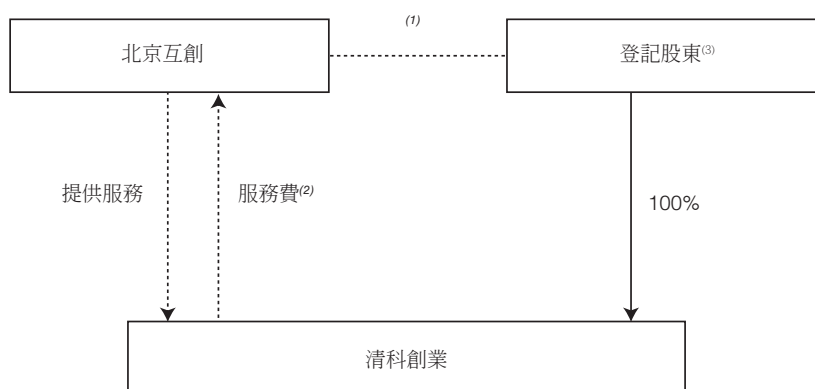 (1)
北京互創
登記股東(3)
提供服務
服務費(2)
100%
清科創業